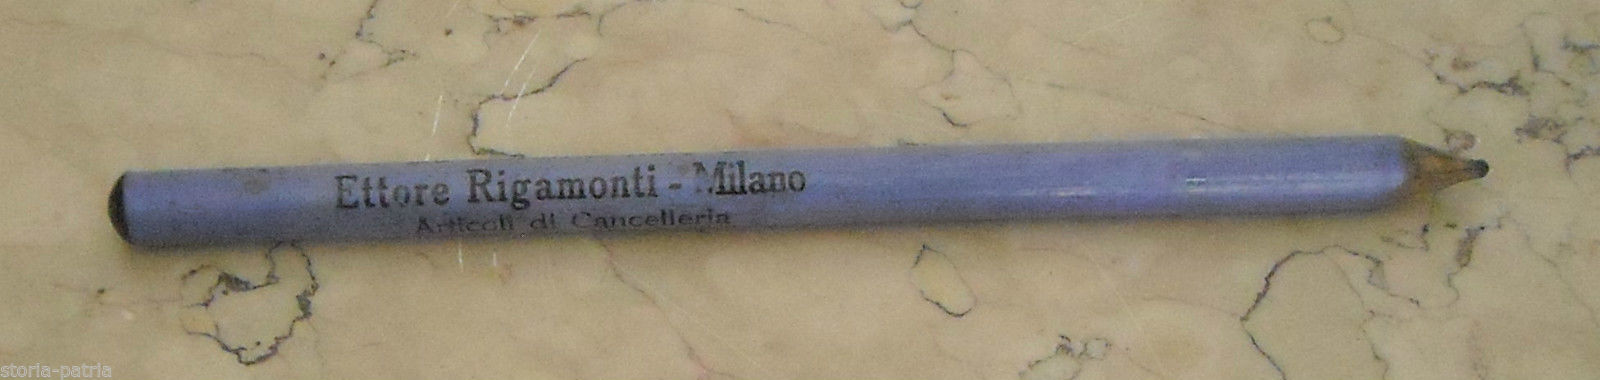 Ettore Rigamonti - Milano
Articoli di Cancelleria
storia-patria